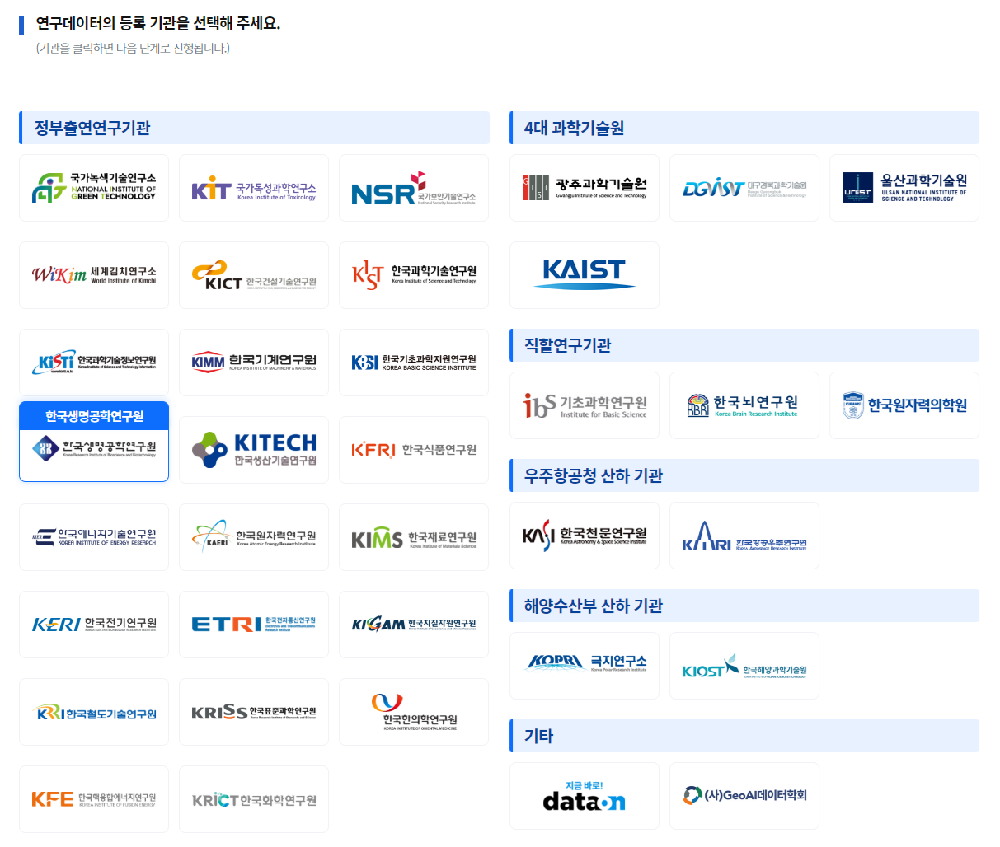 연구데이터의 등록 기관을 선택해 주세요.
(기관을 클릭하면 다음 단계로 진행됩니다.)
정부출연연구기관
국가녹색기술연구소
NATIONAL INSTITUTE OF
GREEN TECHNOLOGY
KIT 국가독성과학연구소
Korea Institute of Toxicology
NSR 국가보안기술연구소
National Security Research Institute
WiKim 세계김치연구소
World Institute of Kimchi
KICT 한국건설기술연구원
KIST 한국과학기술연구원
Korea Institute of Science and Technology
KiSTi 한국과학기술정보연구원
Korea Institute of Science and Technology Information
www.kisti.re.kr
KIMM 한국기계연구원
KOREA INSTITUTE OF MACHINERY & MATERIALS
KBSI 한국기초과학지원연구원
KOREA BASIC SCIENCE INSTITUTE
한국생명공학연구원
한국생명공학연구원
Korea Research Institute of Bioscience and Biotechnology
KITECH
한국생산기술연구원
KFRI 한국식품연구원
KIER 한국에너지기술연구원
KOREA INSTITUTE OF ENERGY RESEARCH
KAERI 한국원자력연구원
Korea Atomic Energy Research Institute
KIMS 한국재료연구원
Korea Institute of Materials Science
KERI 한국전기연구원
KOREA ELECTROTECHNOLOGY RESEARCH INSTITUTE
ETRI 한국전자통신연구원
Electronics and Telecommunications
Research Institute
KIGAM 한국지질자원연구원
Korea Institute of Geoscience and Mineral Resources
KRRI 한국철도기술연구원
KRISS 한국표준과학연구원
Korea Research Institute of Standards and Science
한국한의학연구원
KOREA INSTITUTE OF ORIENTAL MEDICINE
KFE 한국핵융합에너지연구원
KOREA INSTITUTE OF FUSION ENERGY
KRICT 한국화학연구원
4대 과학기술원
GIST 광주과학기술원
Gwangju Institute of Science and Technology
DGIST 대구경북과학기술원
Daegu Gyeongbuk
Institute of Science & Technology
UNIST 울산과학기술원
ULSAN NATIONAL INSTITUTE OF
SCIENCE AND TECHNOLOGY
KAIST
직할연구기관
ibS 기초과학연구원
Institute for Basic Science
KBRI 한국뇌연구원
Korea Brain Research Institute
KIRAMS 한국원자력의학원
우주항공청 산하 기관
KASI 한국천문연구원
Korea Astronomy & Space Science Institute
KARI 한국항공우주연구원
KOREA AEROSPACE RESEARCH INSTITUTE
해양수산부 산하 기관
KOPRI 극지연구소
Korea Polar Research Institute
KIOST 한국해양과학기술원
KOREA INSTITUTE OF OCEAN SCIENCE & TECHNOLOGY
기타
지금 바로!
dataon
(사)GeoAI데이터학회